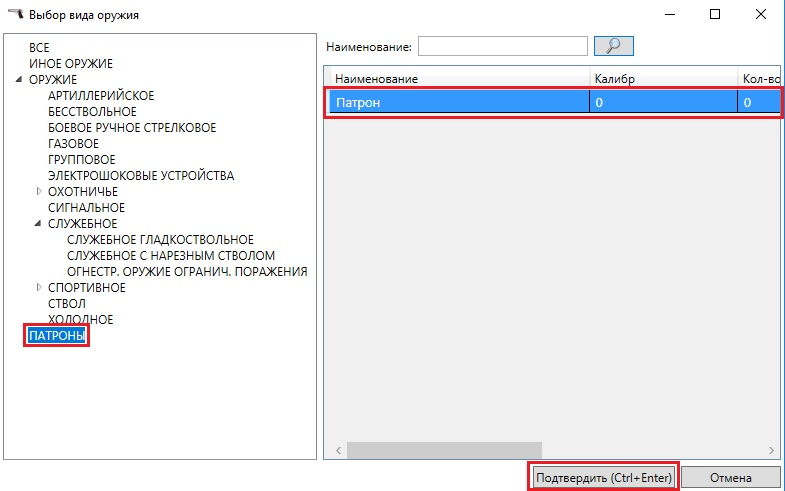 Выбор вида оружия
ВСЕ
ИНОЕ ОРУЖИЕ
ОРУЖИЕ
АРТИЛЛЕРИЙСКОЕ
БЕССТВОЛЬНОЕ
БОЕВОЕ РУЧНОЕ СТРЕЛКОВОЕ
ГАЗОВОЕ
ГРУППОВОЕ
ЭЛЕКТРОШОКОВЫЕ УСТРОЙСТВА
ОХОТНИЧЬЕ
СИГНАЛЬНОЕ
СЛУЖЕБНОЕ
СЛУЖЕБНОЕ ГЛАДКОСТВОЛЬНОЕ
СЛУЖЕБНОЕ С НАРЕЗНЫМ СТВОЛОМ
ОГНЕСТР. ОРУЖИЕ ОГРАНИЧ. ПОРАЖЕНИЯ
СПОРТИВНОЕ
СТВОЛ
ХОЛОДНОЕ
ПАТРОНЫ
Наименование:
Наименование Калибр Кол-во
Патрон 0 0
Подтвердить (Ctrl+Enter) Отмена